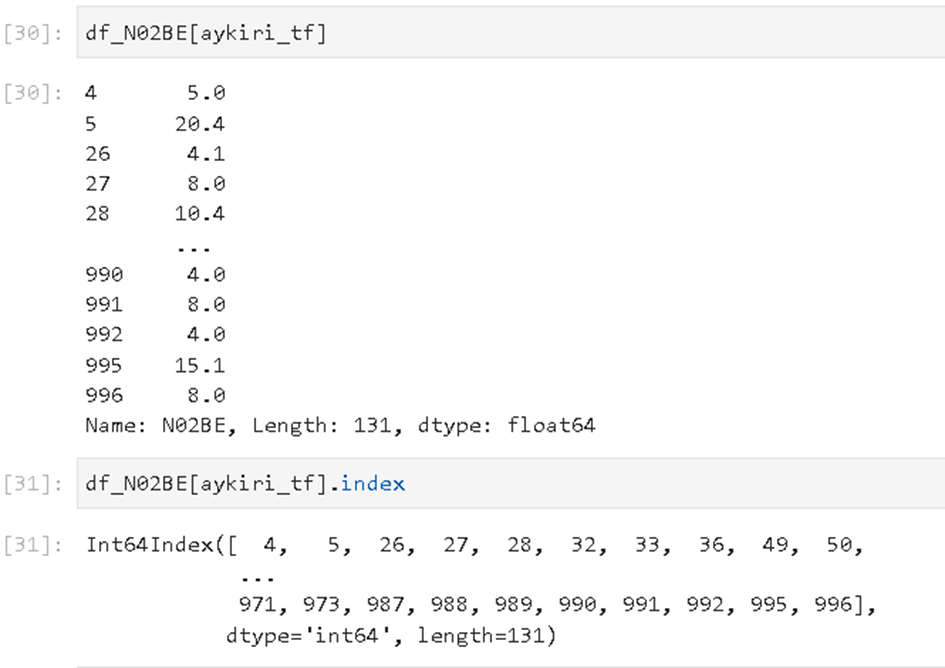 [30]: df_N02BE[aykiri_tf]
[30]: 4 5.0
5 20.4
26 4.1
27 8.0
28 10.4
...
990 4.0
991 8.0
992 4.0
995 15.1
996 8.0
Name: N02BE, Length: 131, dtype: float64
[31]: df_N02BE[aykiri_tf].index
[31]: Int64Index([ 4, 5, 26, 27, 28, 32, 33, 36, 49, 50,
...
971, 973, 987, 988, 989, 990, 991, 992, 995, 996],
dtype='int64', length=131)